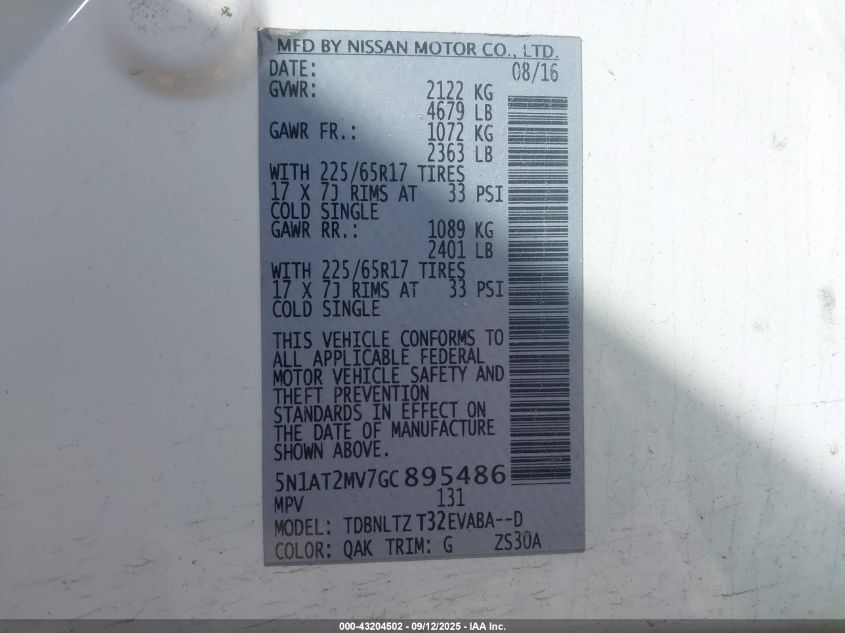 MFD BY NISSAN MOTOR CO., LTD.
DATE: 08/16
GVWR: 2122 KG
4679 LB
GAWR FR.: 1072 KG
2363 LB
WITH 225/65R17 TIRES
17 X 7J RIMS AT 33 PSI
COLD SINGLE
GAWR RR.: 1089 KG
2401 LB
WITH 225/65R17 TIRES
17 X 7J RIMS AT 33 PSI
COLD SINGLE
THIS VEHICLE CONFORMS TO
ALL APPLICABLE FEDERAL
MOTOR VEHICLE SAFETY AND
THEFT PREVENTION
STANDARDS IN EFFECT ON
THE DATE OF MANUFACTURE
SHOWN ABOVE.
5N1AT2MV7GC895486
MPV 131
MODEL: TDBNLTZ T32EVABA--D
COLOR: QAK TRIM: G ZS30A
000-43204502 - 09/12/2025 - IAA Inc.